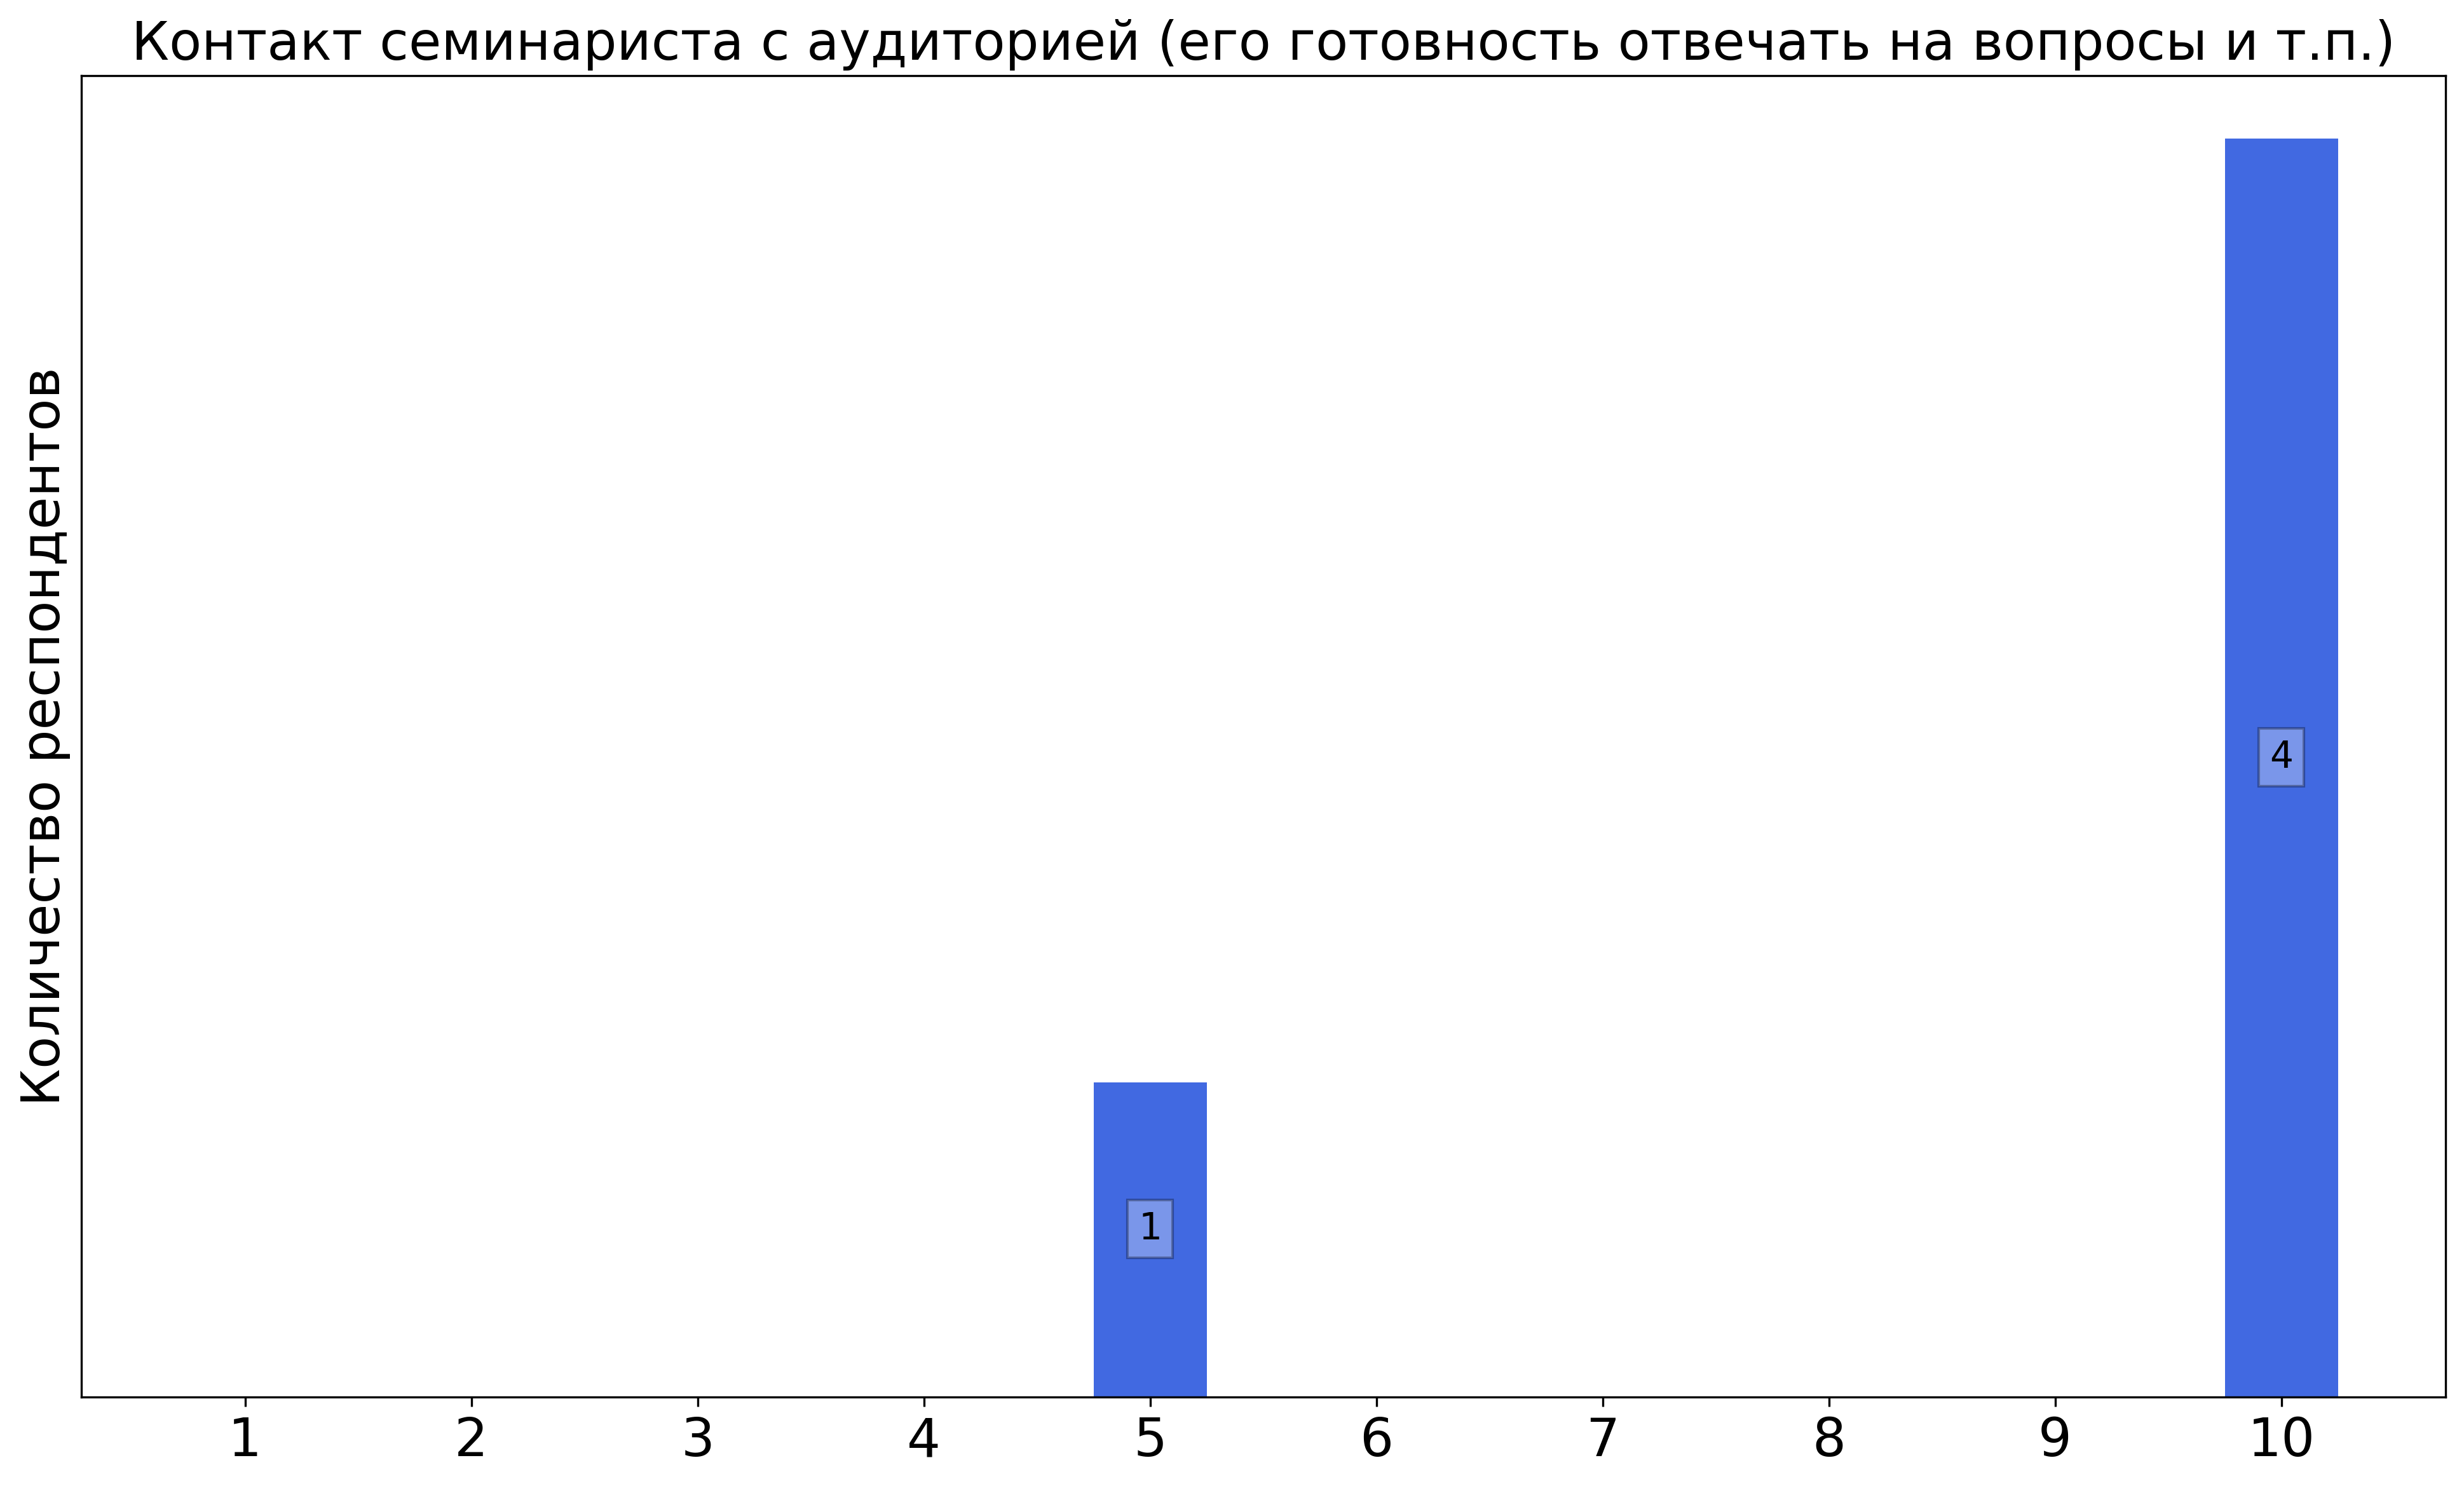 Контакт семинариста с аудиторией (его готовность отвечать на вопросы и т.п.)
Количество респондентов
4
1
1 2 3 4 5 6 7 8 9 10